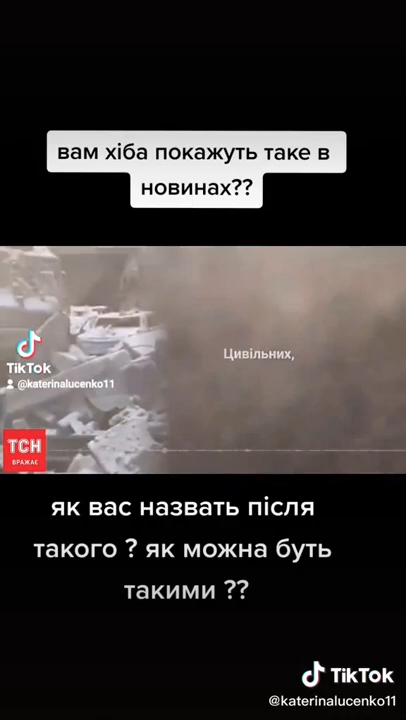 вам хіба покажуть таке в
новинах??
Цивільних,
TikTok
@katerinalucenko11
ТСН
ВРАЖАЄ
як вас назвать після
такого ? як можна буть
такими ??
TikTok
@katerinalucenko11